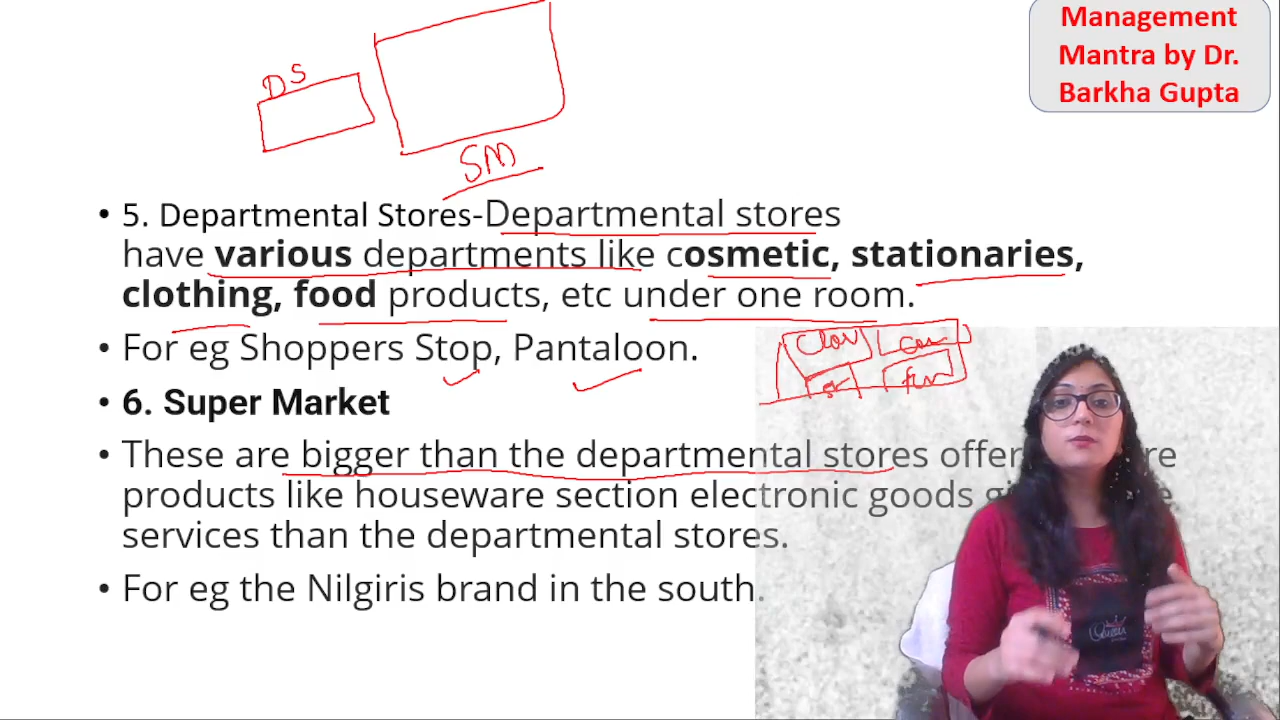 Management
Mantra by Dr.
Barkha Gupta
DS
SM
• 5. Departmental Stores-Departmental stores
have various departments like cosmetic, stationaries,
clothing, food products, etc under one room.
• For eg Shoppers Stop, Pantaloon.
• 6. Super Market
• These are bigger than the departmental stores offer
products like houseware section electronic goods
services than the departmental stores.
• For eg the Nilgiris brand in the south.
Queen